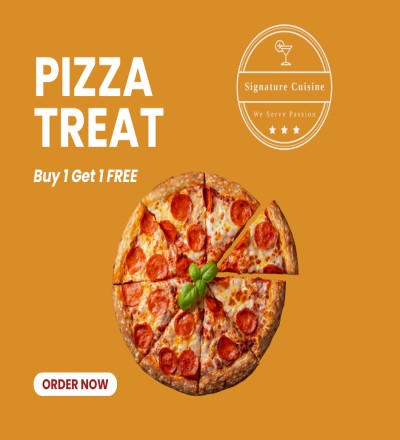 PIZZA
TREAT
Buy 1 Get 1 FREE
Signature Cuisine
We Serve Passion
ORDER NOW